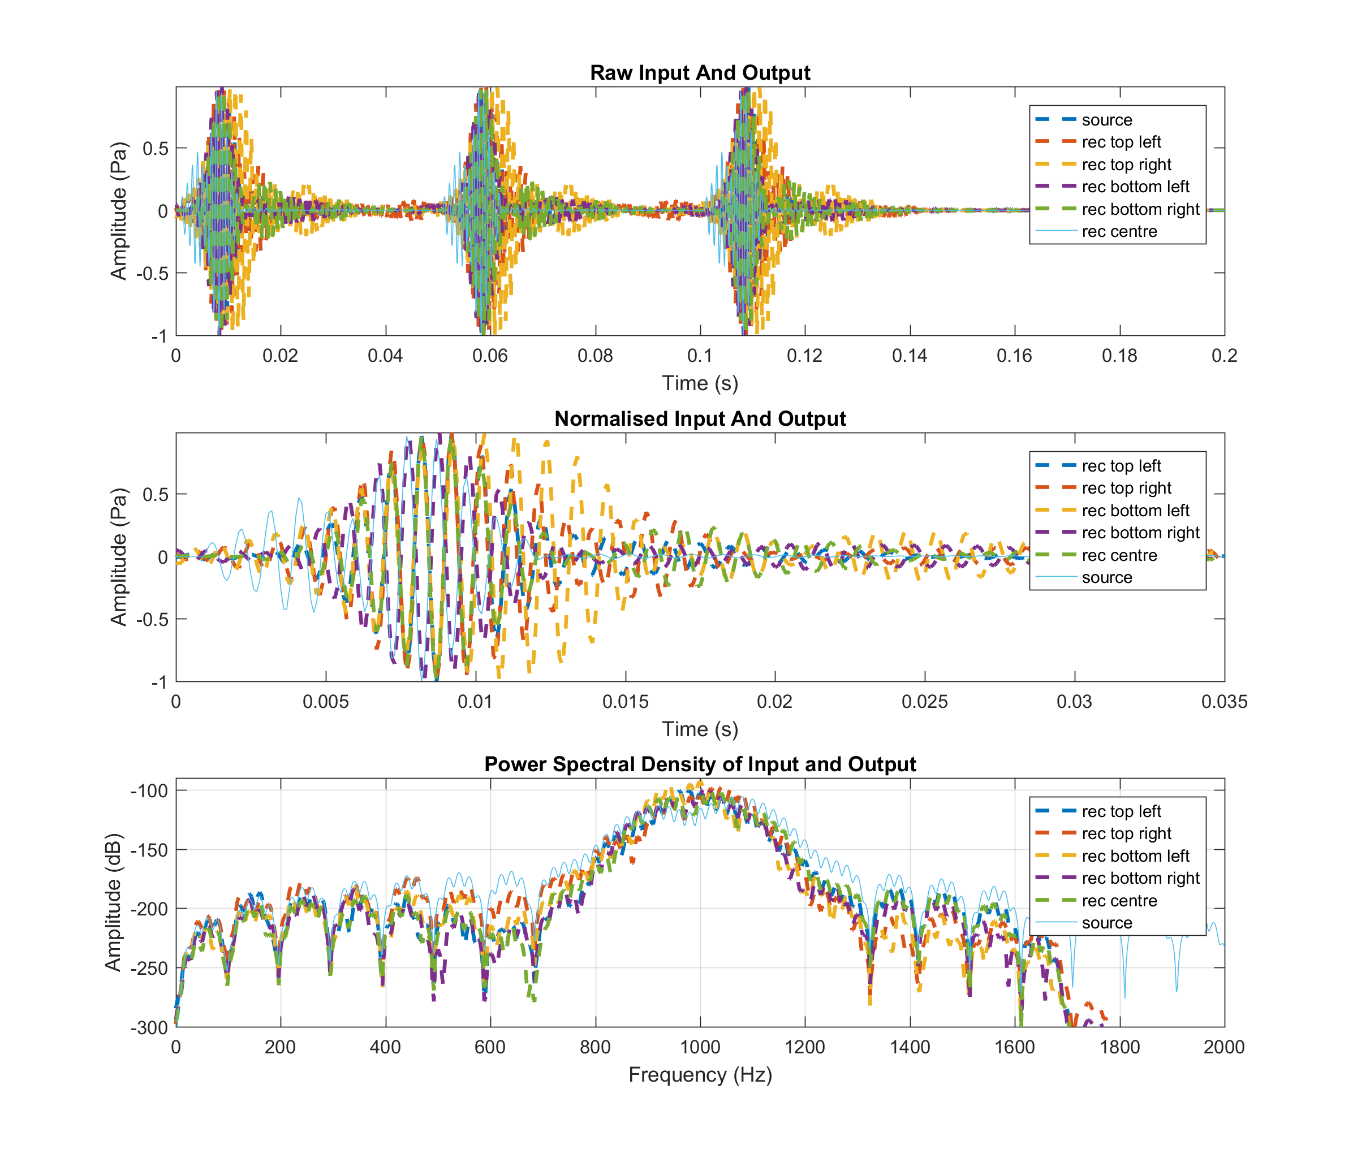 Raw Input And Output
Amplitude (Pa)
0.5
0
-0.5
-1
source
rec top left
rec top right
rec bottom left
rec bottom right
rec centre
0 0.02 0.04 0.06 0.08 0.1 0.12 0.14 0.16 0.18 0.2
Time (s)
Normalised Input And Output
Amplitude (Pa)
0.5
0
-0.5
-1
rec top left
rec top right
rec bottom left
rec bottom right
rec centre
source
0 0.005 0.01 0.015 0.02 0.025 0.03 0.035
Time (s)
Power Spectral Density of Input and Output
Amplitude (dB)
-100
-150
-200
-250
-300
rec top left
rec top right
rec bottom left
rec bottom right
rec centre
source
0 200 400 600 800 1000 1200 1400 1600 1800 2000
Frequency (Hz)